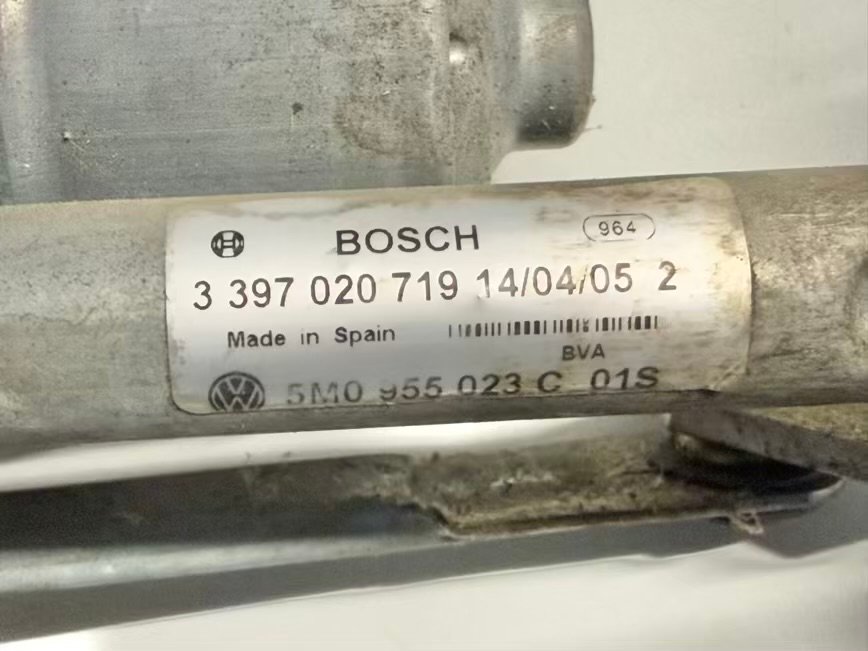 BOSCH 964
3 397 020 719 14/04/05 2
Made in Spain
BVA
5M0 955 023 C 01S